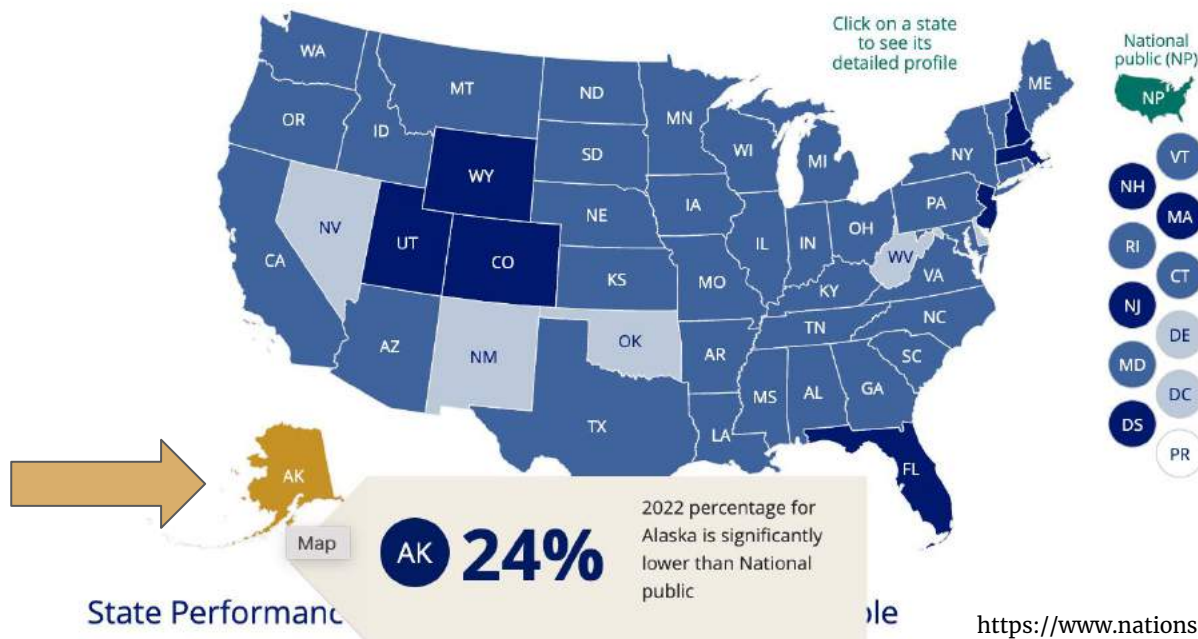 Click on a state
to see its
detailed profile
National
public (NP)
NP
WA
OR
CA
ID
NV
MT
WY
UT
CO
AZ
NM
ND
SD
NE
KS
OK
TX
MN
IA
MO
AR
LA
WI
IL
MI
IN
OH
KY
TN
MS
AL
GA
FL
SC
NC
VA
WV
PA
NY
ME
VT
NH
MA
RI
CT
NJ
DE
MD
DC
DS
PR
AK
Map
AK 24%
2022 percentage for
Alaska is significantly
lower than National
public
State
https://www.nations